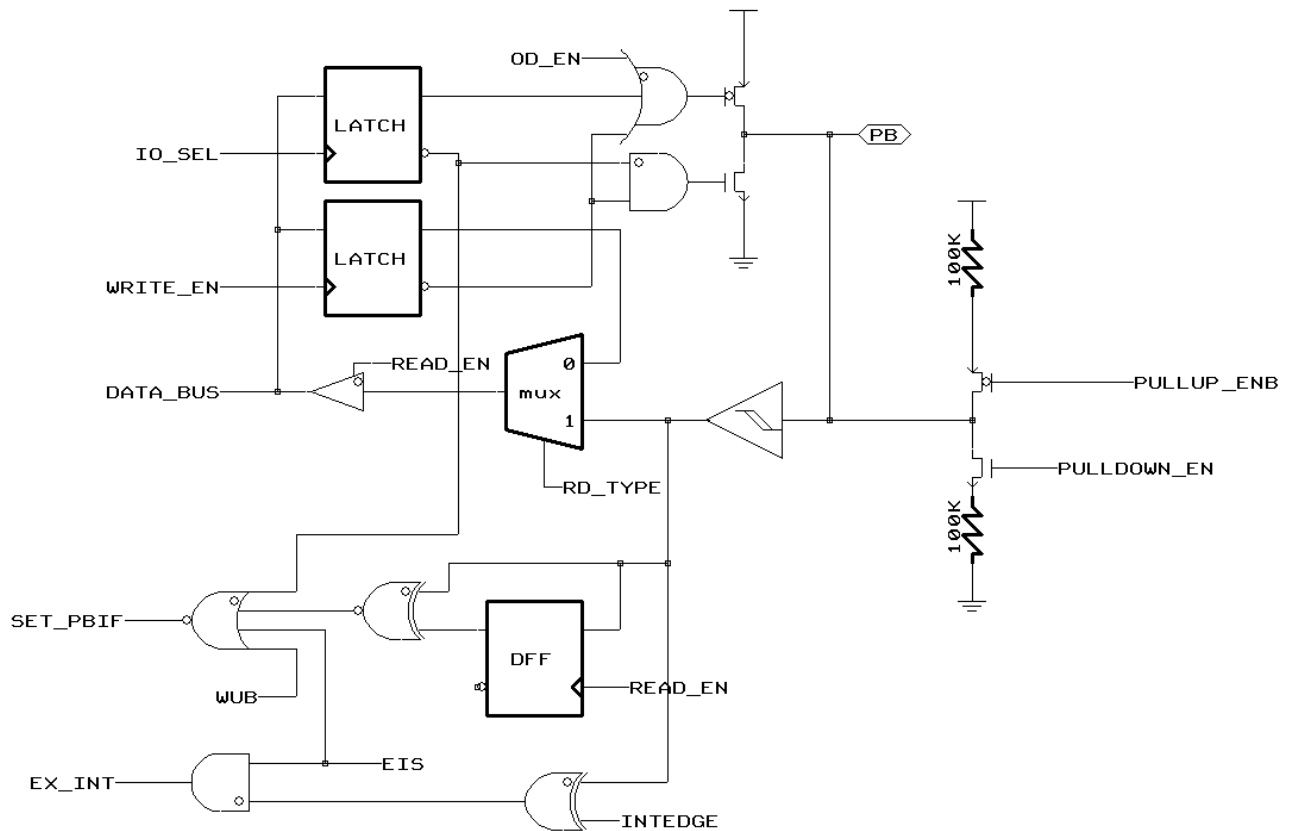 OD_EN
LATCH
PB
IO_SEL
LATCH
100K
WRITE_EN
READ_EN
0
DATA_BUS
mux
PULLUP_ENB
1
PULLDOWN_EN
RD_TYPE
100K
SET_PBIF
DFF
WUB
READ_EN
EIS
EX_INT
INTEDGE